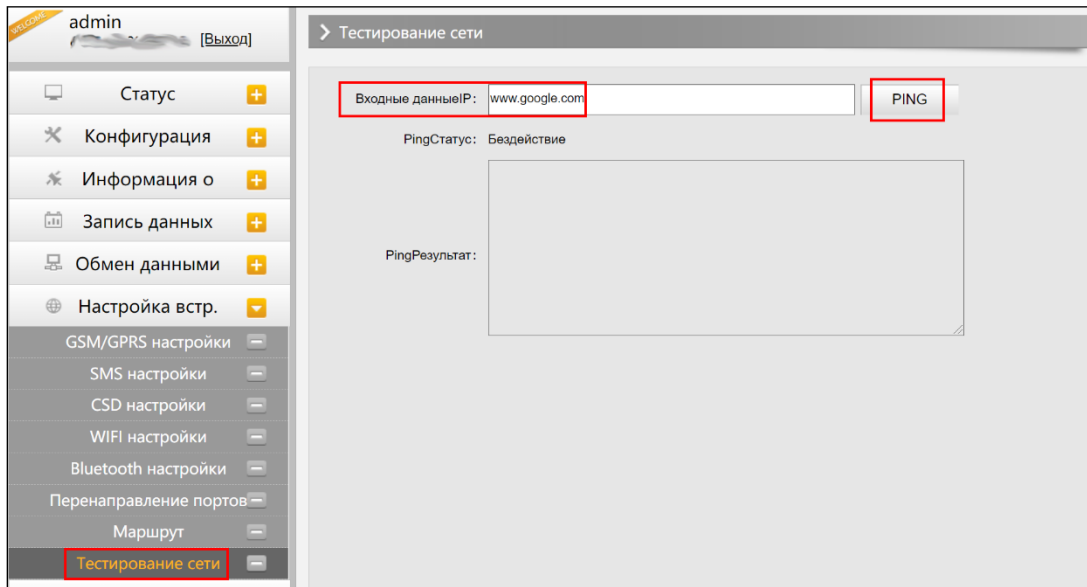 WELCOME
admin
[Выход]
Статус
Конфигурация
Информация о
Запись данных
Обмен данными
Настройка встр.
GSM/GPRS настройки
SMS настройки
CSD настройки
WIFI настройки
Bluetooth настройки
Перенаправление портов
Маршрут
Тестирование сети
Тестирование сети
Входные данныеIP: www.google.com PING
PingСтатус: Бездействие
PingРезультат: